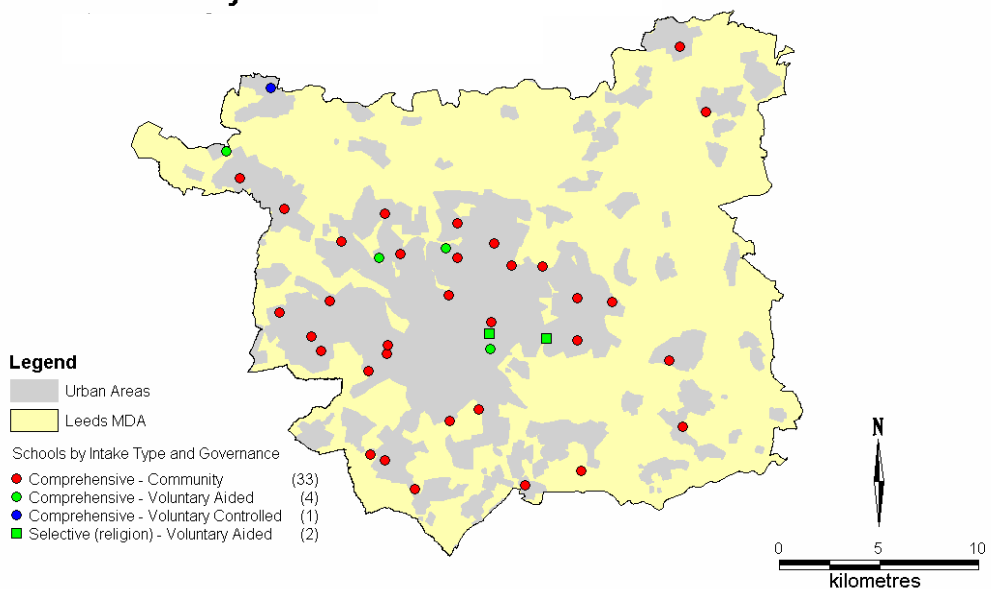 Legend
Urban Areas
Leeds MDA
Schools by Intake Type and Governance
Comprehensive - Community (33)
Comprehensive - Voluntary Aided (4)
Comprehensive - Voluntary Controlled (1)
Selective (religion) - Voluntary Aided (2)
N
0 5 10
kilometres